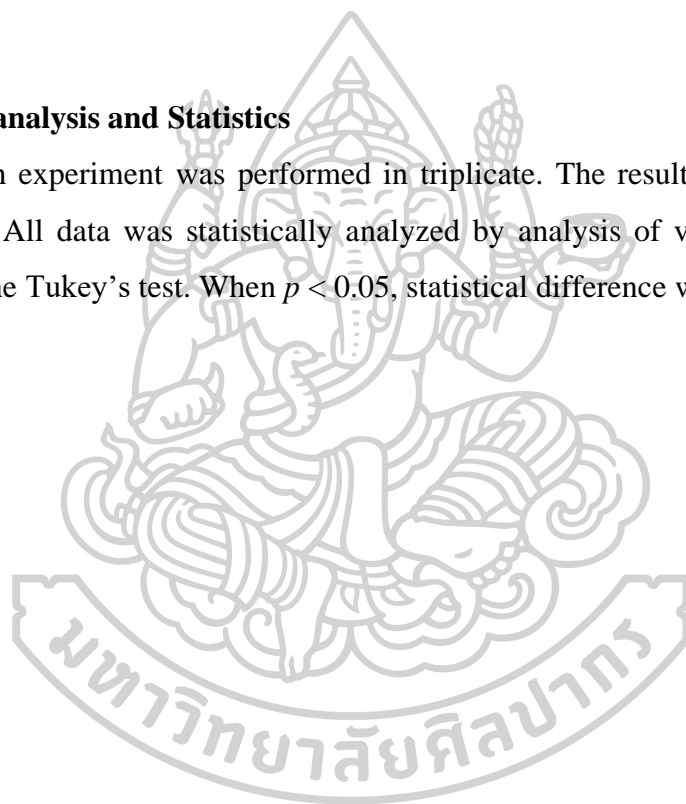 analysis and Statistics
experiment was performed in triplicate. The result
All data was statistically analyzed by analysis of
Tukey's test. When p < 0.05, statistical difference
มหาวิทยาลัยศิลปากร